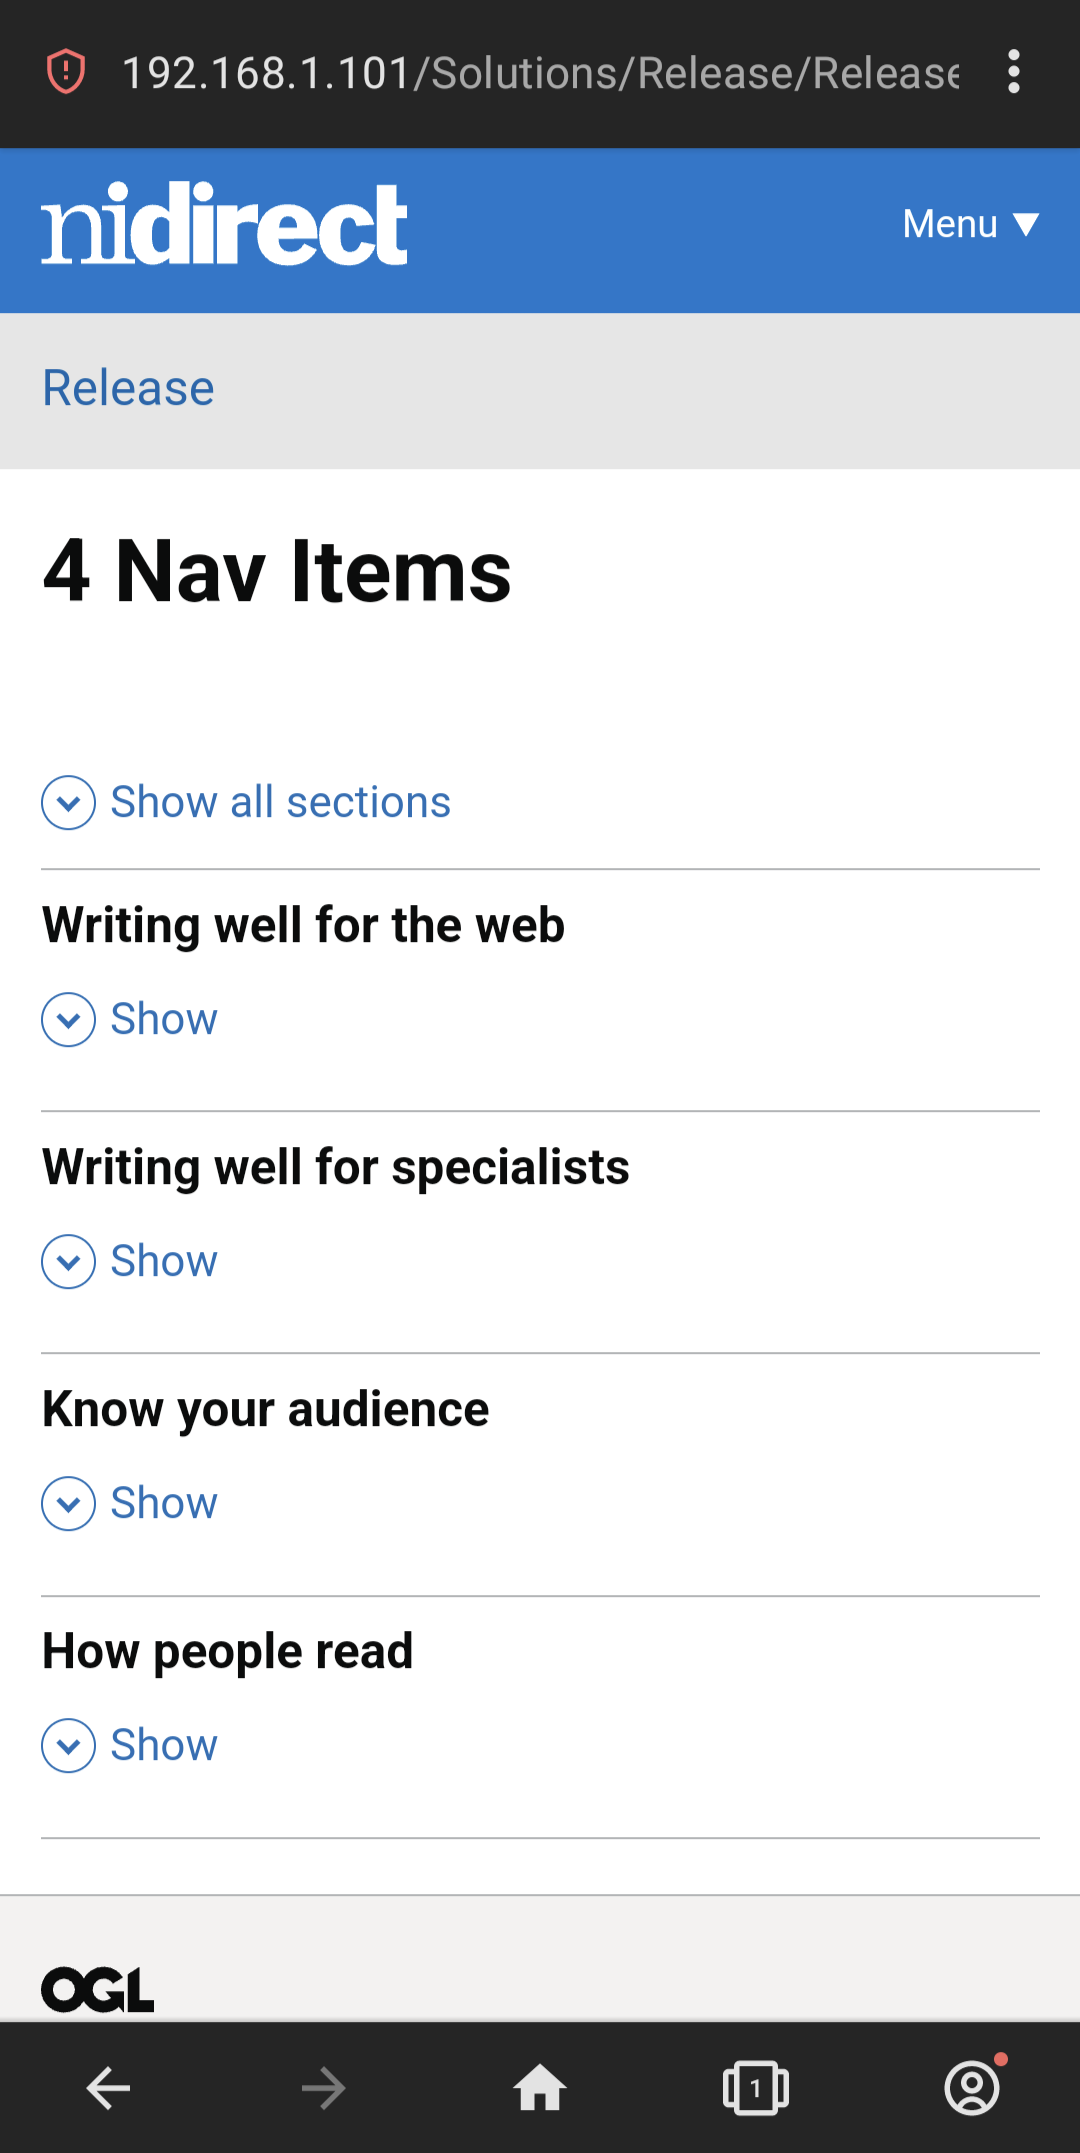 192.168.1.101/Solutions/Release/Release
nidirect
Menu ▼
Release
4 Nav Items
Show all sections
Writing well for the web
Show
Writing well for specialists
Show
Know your audience
Show
How people read
Show
OGL
1